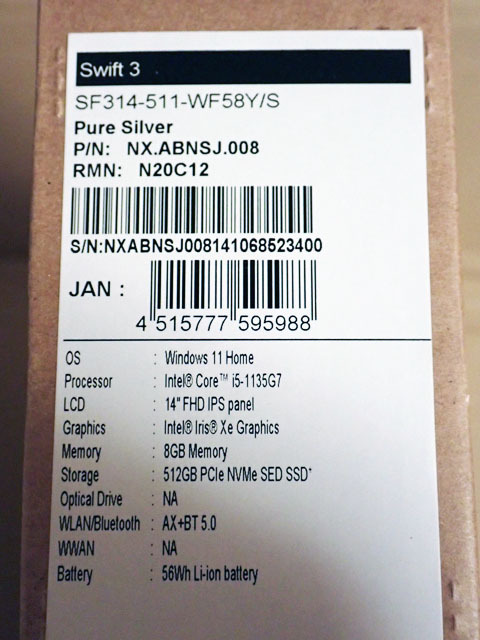 Swift 3
SF314-511-WF58Y/S
Pure Silver
P/N: NX.ABNSJ.008
RMN: N20C12
S/N:NXABNSJ008141068523400
JAN :
4 515777 595988
OS : Windows 11 Home
Processor : Intel® Core™ i5-1135G7
LCD : 14" FHD IPS panel
Graphics : Intel® Iris® Xe Graphics
Memory : 8GB Memory
Storage : 512GB PCIe NVMe SED SSD*
Optical Drive : NA
WLAN/Bluetooth : AX+BT 5.0
WWAN : NA
Battery : 56Wh Li-ion battery